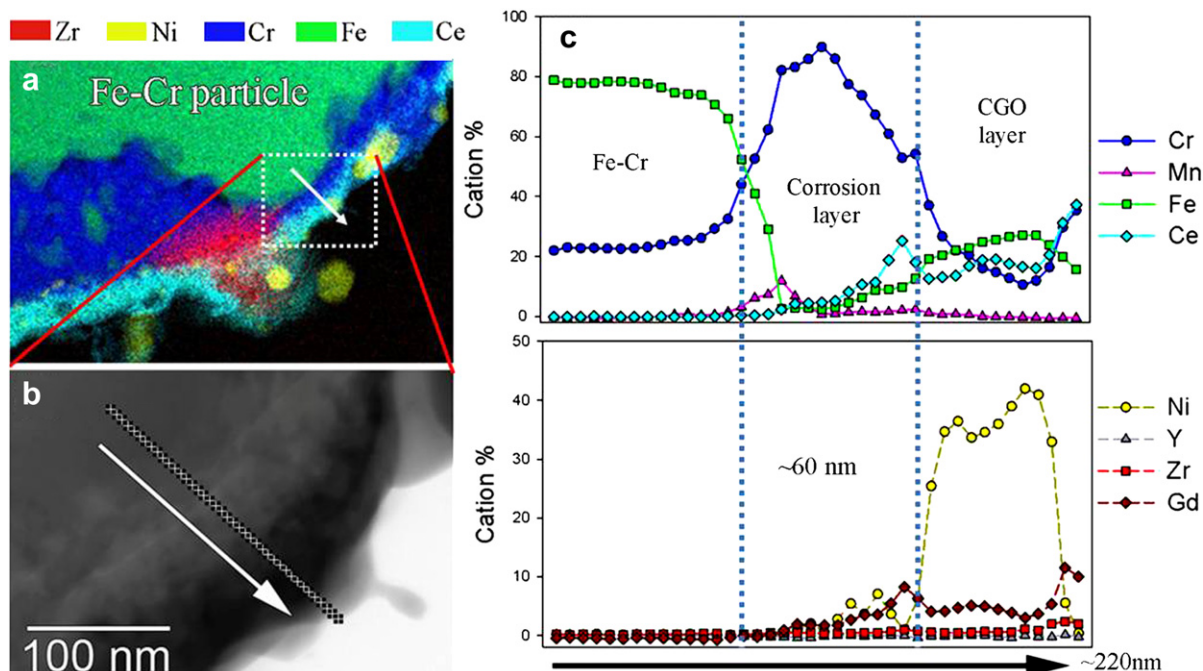 Zr Ni Cr Fe Ce
a
Fe-Cr particle
b
100 nm
c
Cation %
100
80
60
40
20
0
Fe-Cr
Corrosion
layer
CGO
layer
Cr
Mn
Fe
Ce
Cation %
50
40
30
20
10
0
~60 nm
Ni
Y
Zr
Gd
~220nm